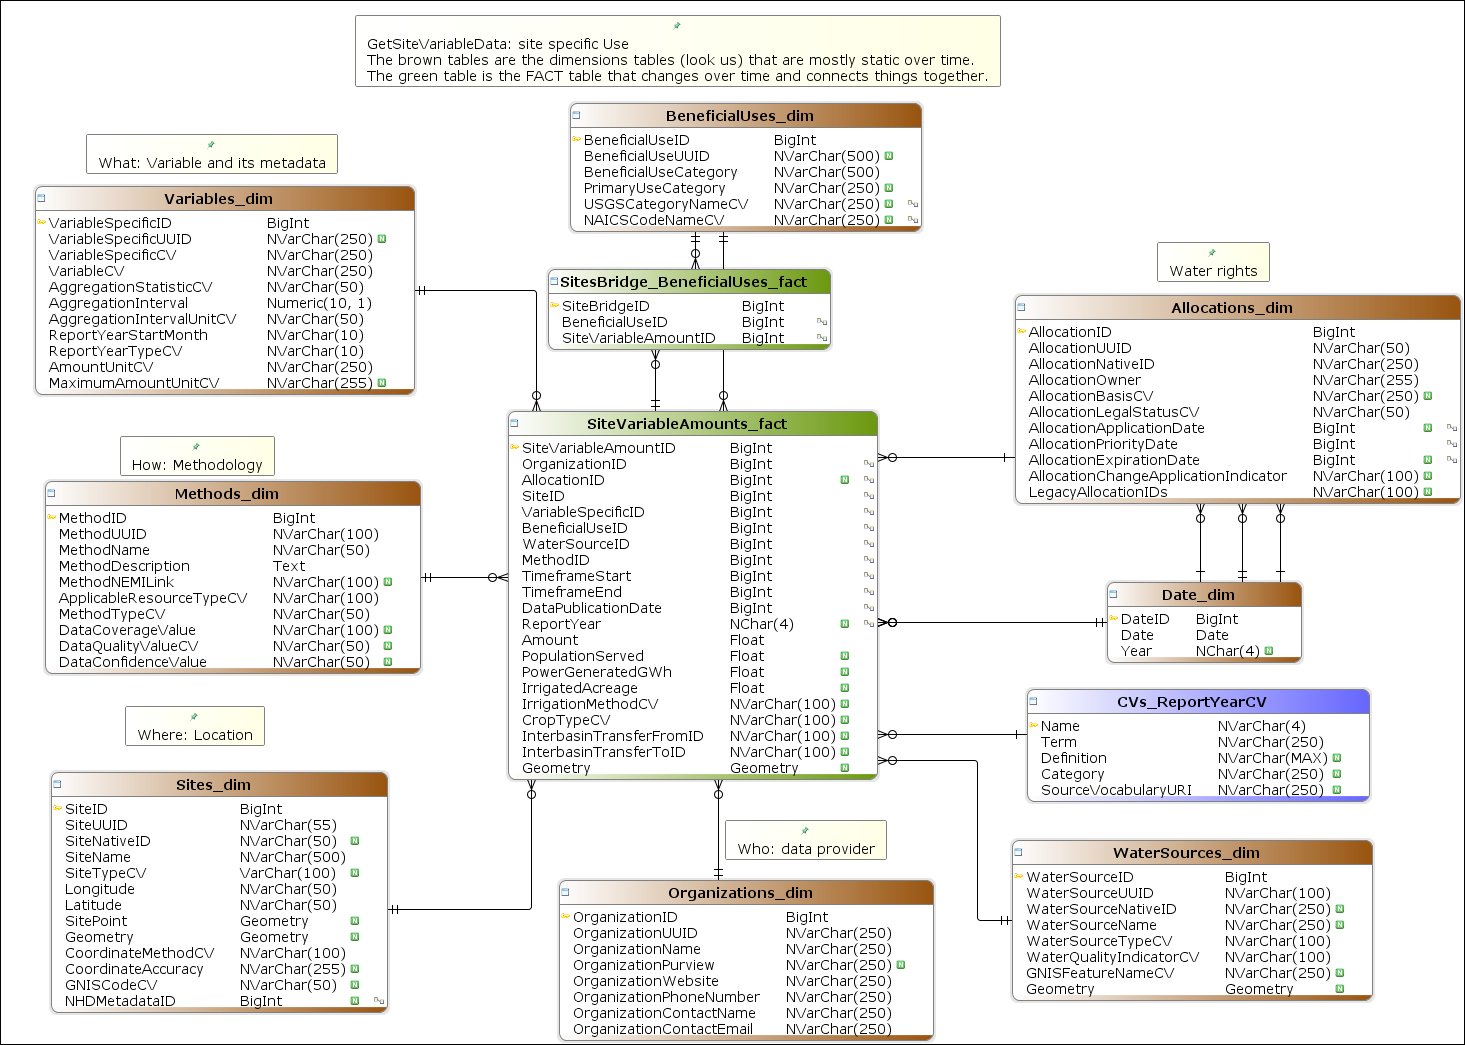 GetSiteVariableData: site specific Use
The brown tables are the dimensions tables (look us) that are mostly static over time.
The green table is the FACT table that changes over time and connects things together.
BeneficialUses_dim
BeneficialUseID BigInt
BeneficialUseUUID NVarChar(500) N
BeneficialUseCategory NVarChar(500)
PrimaryUseCategory NVarChar(250) N
USGSCategoryNameCV NVarChar(250) N
NAICSCodeNameCV NVarChar(250) N
What: Variable and its metadata
Variables_dim
VariableSpecificID BigInt
VariableSpecificUUID NVarChar(250) N
VariableSpecificCV NVarChar(250)
VariableCV NVarChar(250)
AggregationStatisticCV NVarChar(50)
AggregationInterval Numeric(10, 1)
AggregationIntervalUnitCV NVarChar(50)
ReportYearStartMonth NVarChar(10)
ReportYearTypeCV NVarChar(10)
AmountUnitCV NVarChar(250)
MaximumAmountUnitCV NVarChar(255) N
SitesBridge_BeneficialUses_fact
SiteBridgeID BigInt
BeneficialUseID BigInt
SiteVariableAmountID BigInt
Water rights
Allocations_dim
AllocationID BigInt
AllocationUUID NVarChar(50)
AllocationNativeID NVarChar(250)
AllocationOwner NVarChar(255)
AllocationBasisCV NVarChar(250) N
AllocationLegalStatusCV NVarChar(50)
AllocationApplicationDate BigInt N
AllocationPriorityDate BigInt
AllocationExpirationDate BigInt N
AllocationChangeApplicationIndicator NVarChar(100) N
LegacyAllocationIDs NVarChar(100) N
How: Methodology
Methods_dim
MethodID BigInt
MethodUUID NVarChar(100)
MethodName NVarChar(50)
MethodDescription Text
MethodNEMILink NVarChar(100) N
ApplicableResourceTypeCV NVarChar(100)
MethodTypeCV NVarChar(50)
DataCoverageValue NVarChar(100) N
DataQualityValueCV NVarChar(50) N
DataConfidenceValue NVarChar(50) N
SiteVariableAmounts_fact
SiteVariableAmountID BigInt
OrganizationID BigInt
AllocationID BigInt N
SiteID BigInt
VariableSpecificID BigInt
BeneficialUseID BigInt
WaterSourceID BigInt
MethodID BigInt
TimeframeStart BigInt
TimeframeEnd BigInt
DataPublicationDate BigInt
ReportYear NChar(4) N
Amount Float
PopulationServed Float N
PowerGeneratedGWh Float N
IrrigatedAcreage Float N
IrrigationMethodCV NVarChar(100) N
CropTypeCV NVarChar(100) N
InterbasinTransferFromID NVarChar(100) N
InterbasinTransferToID NVarChar(100) N
Geometry Geometry N
Date_dim
DateID BigInt
Date Date
Year NChar(4) N
CVs_ReportYearCV
Name NVarChar(4)
Term NVarChar(250)
Definition NVarChar(MAX) N
Category NVarChar(250) N
SourceVocabularyURI NVarChar(250) N
Where: Location
Sites_dim
SiteID BigInt
SiteUUID NVarChar(55)
SiteNativeID NVarChar(50) N
SiteName NVarChar(500)
SiteTypeCV VarChar(100) N
Longitude NVarChar(50)
Latitude NVarChar(50)
SitePoint Geometry N
Geometry Geometry N
CoordinateMethodCV NVarChar(100)
CoordinateAccuracy NVarChar(255) N
GNISCodeCV NVarChar(50) N
NHDMetadataID BigInt N
Who: data provider
Organizations_dim
OrganizationID BigInt
OrganizationUUID NVarChar(250)
OrganizationName NVarChar(250)
OrganizationPurview NVarChar(250) N
OrganizationWebsite NVarChar(250)
OrganizationPhoneNumber NVarChar(250)
OrganizationContactName NVarChar(250)
OrganizationContactEmail NVarChar(250)
WaterSources_dim
WaterSourceID BigInt
WaterSourceUUID NVarChar(100)
WaterSourceNativeID NVarChar(250) N
WaterSourceName NVarChar(250) N
WaterSourceTypeCV NVarChar(100)
WaterQualityIndicatorCV NVarChar(100)
GNISFeatureNameCV NVarChar(250) N
Geometry Geometry N